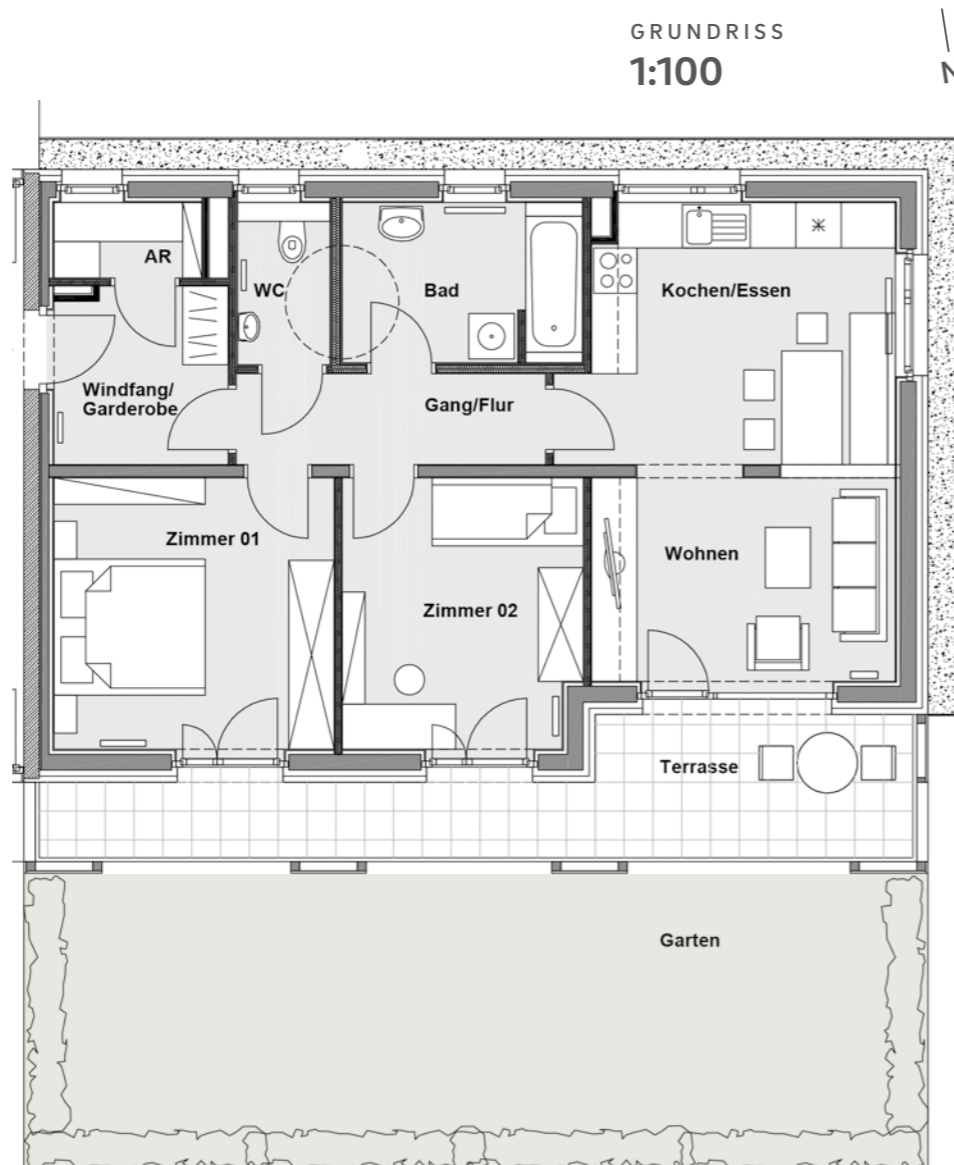 GRUNDRISS
1:100
N
AR
WC
Bad
Kochen/Essen
Windfang/
Garderobe
Gang/Flur
Zimmer 01
Wohnen
Zimmer 02
Terrasse
Garten